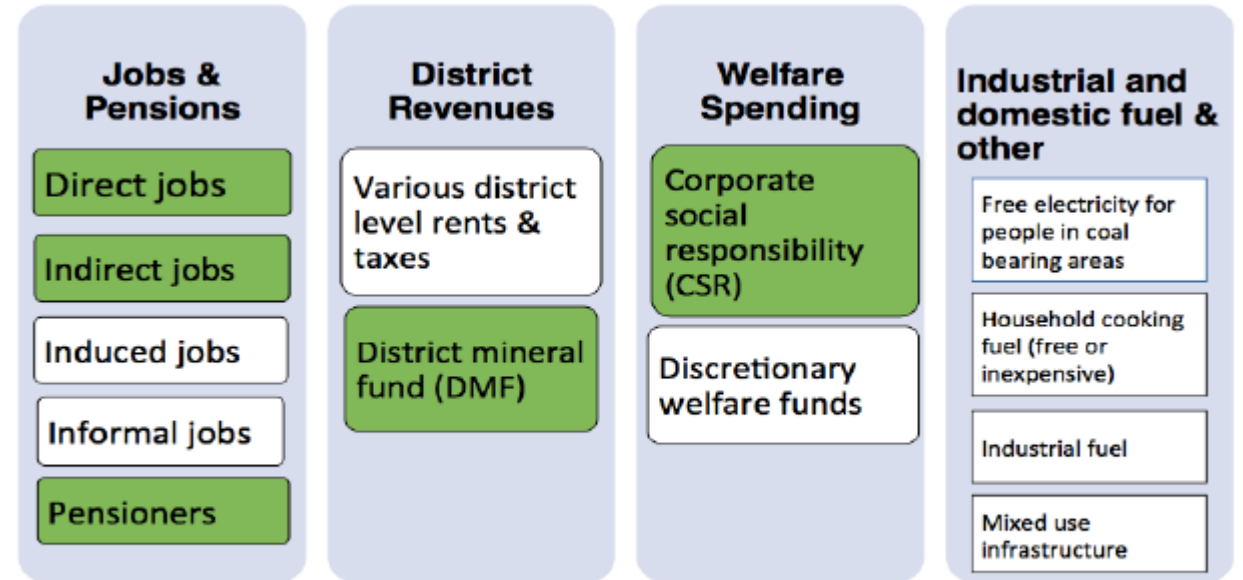 Jobs &
Pensions
Direct jobs
Indirect jobs
Induced jobs
Informal jobs
Pensioners
District
Revenues
Various district
level rents &
taxes
District mineral
fund (DMF)
Welfare
Spending
Corporate
social
responsibility
(CSR)
Discretionary
welfare funds
Industrial and
domestic fuel &
other
Free electricity for
people in coal
bearing areas
Household cooking
fuel (free or
inexpensive)
Industrial fuel
Mixed use
infrastructure